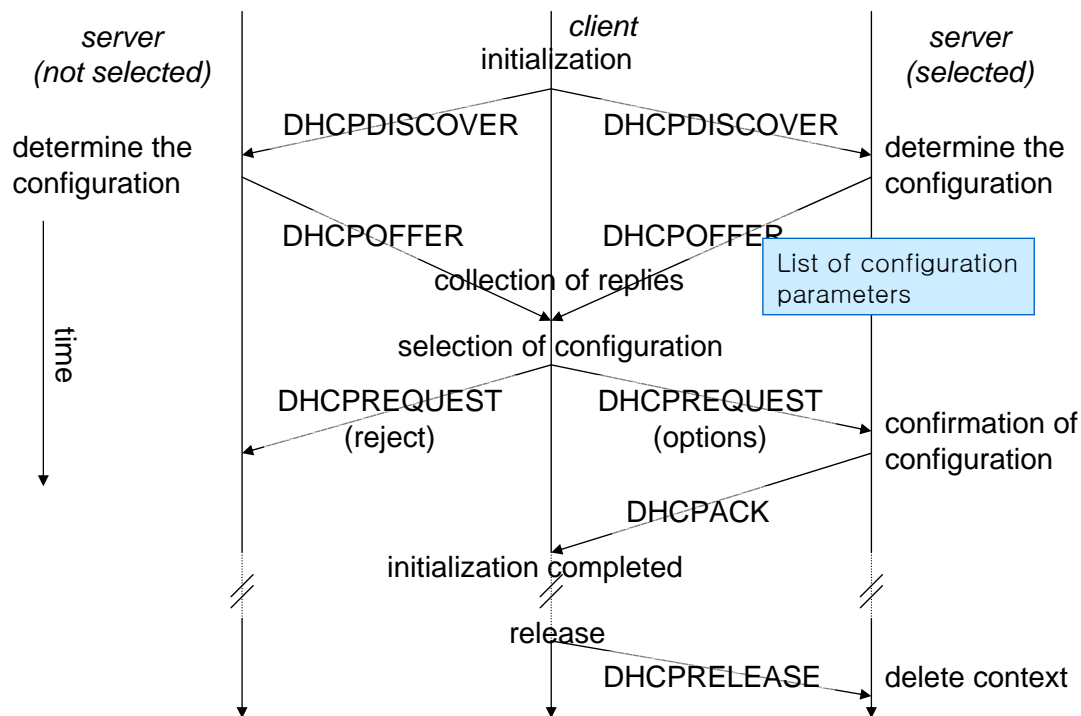 server
(not selected)
client
initialization
server
(selected)
DHCPDISCOVER
DHCPDISCOVER
determine the
configuration
determine the
configuration
DHCPOFFER
DHCPOFFER
List of configuration
parameters
collection of replies
time
selection of configuration
DHCPREQUEST
(reject)
DHCPREQUEST
(options)
confirmation of
configuration
DHCPACK
initialization completed
release
DHCPRELEASE
delete context